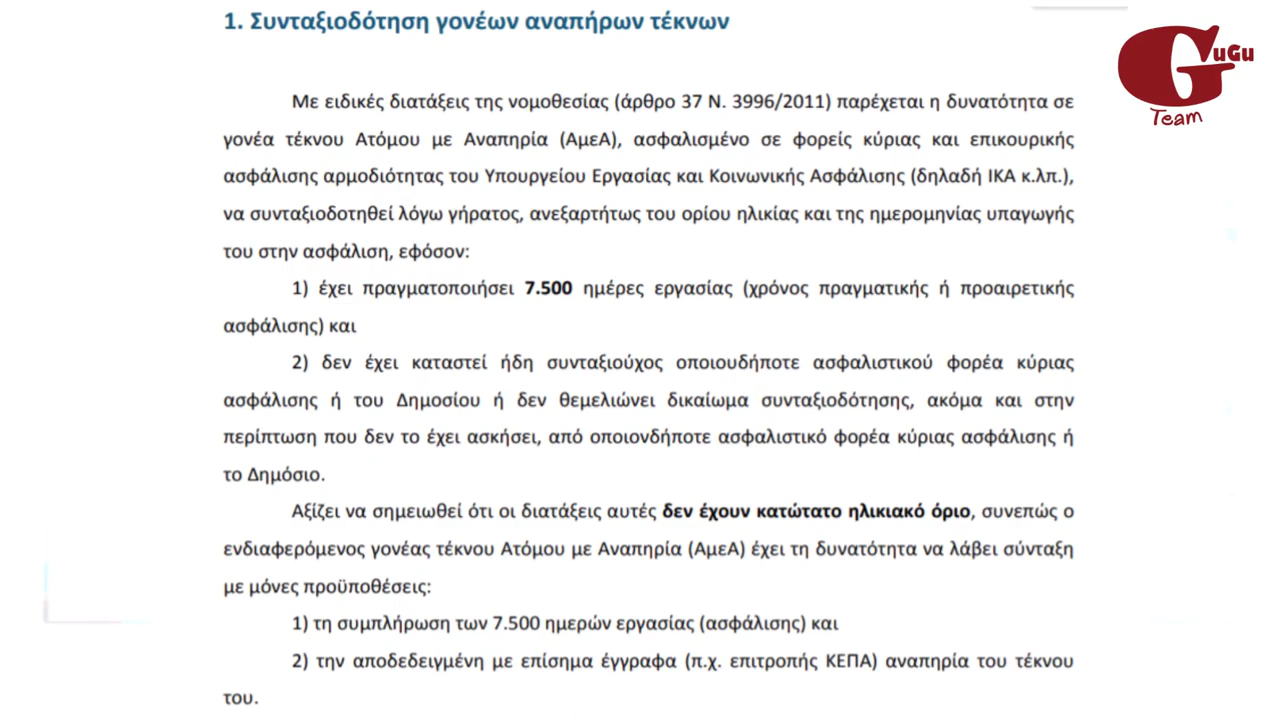 1. Συνταξιοδότηση γονέων αναπήρων τέκνων
GuGu
Team
Με ειδικές διατάξεις της νομοθεσίας (άρθρο 37 Ν. 3996/2011) παρέχεται η δυνατότητα σε
γονέα τέκνου Ατόμου με Αναπηρία (ΑμεΑ), ασφαλισμένο σε φορείς κύριας και επικουρικής
ασφάλισης αρμοδιότητας του Υπουργείου Εργασίας και Κοινωνικής Ασφάλισης (δηλαδή ΙΚΑ κ.λπ.),
να συνταξιοδοτηθεί λόγω γήρατος, ανεξαρτήτως του ορίου ηλικίας και της ημερομηνίας υπαγωγής
του στην ασφάλιση, εφόσον:
1) έχει πραγματοποιήσει 7.500 ημέρες εργασίας (χρόνος πραγματικής ή προαιρετικής
ασφάλισης) και
2) δεν έχει καταστεί ήδη συνταξιούχος οποιουδήποτε ασφαλιστικού φορέα κύριας
ασφάλισης ή του Δημοσίου ή δεν θεμελιώνει δικαίωμα συνταξιοδότησης, ακόμα και στην
περίπτωση που δεν το έχει ασκήσει, από οποιονδήποτε ασφαλιστικό φορέα κύριας ασφάλισης ή
το Δημόσιο.
Αξίζει να σημειωθεί ότι οι διατάξεις αυτές δεν έχουν κατώτατο ηλικιακό όριο, συνεπώς ο
ενδιαφερόμενος γονέας τέκνου Ατόμου με Αναπηρία (ΑμεΑ) έχει τη δυνατότητα να λάβει σύνταξη
με μόνες προϋποθέσεις:
1) τη συμπλήρωση των 7.500 ημερών εργασίας (ασφάλισης) και
2) την αποδεδειγμένη με επίσημα έγγραφα (π.χ. επιτροπής ΚΕΠΑ) αναπηρία του τέκνου
του.